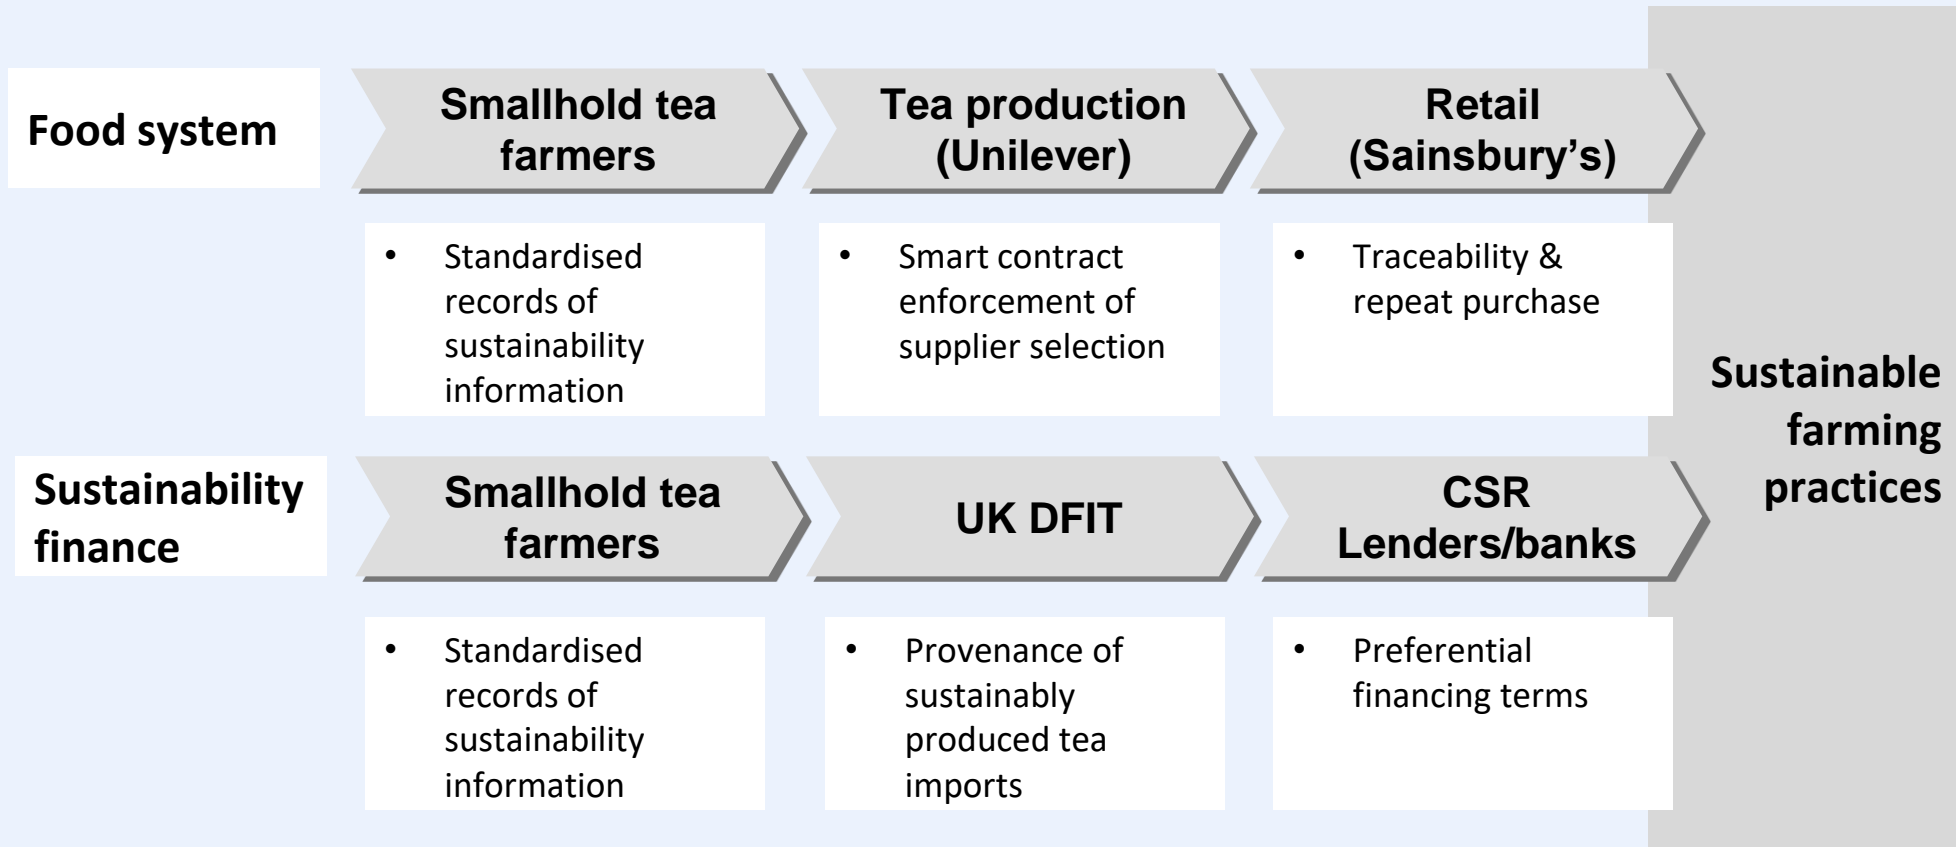 Food system
Smallhold tea
farmers
Tea production
(Unilever)
Retail
(Sainsbury’s)
• Standardised
records of
sustainability
information
• Smart contract
enforcement of
supplier selection
• Traceability &
repeat purchase
Sustainability
finance
Smallhold tea
farmers
UK DFIT
CSR
Lenders/banks
• Standardised
records of
sustainability
information
• Provenance of
sustainably
produced tea
imports
• Preferential
financing terms
Sustainable
farming
practices